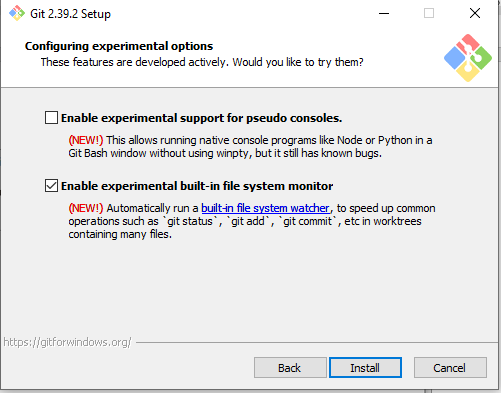 Git 2.39.2 Setup
Configuring experimental options
These features are developed actively. Would you like to try them?
Enable experimental support for pseudo consoles.
(NEW!) This allows running native console programs like Node or Python in a
Git Bash window without using winpty, but it still has known bugs.
Enable experimental built-in file system monitor
(NEW!) Automatically run a built-in file system watcher, to speed up common
operations such as `git status`, `git add`, `git commit`, etc in worktrees
containing many files.
https://gitforwindows.org/
Back
Install
Cancel